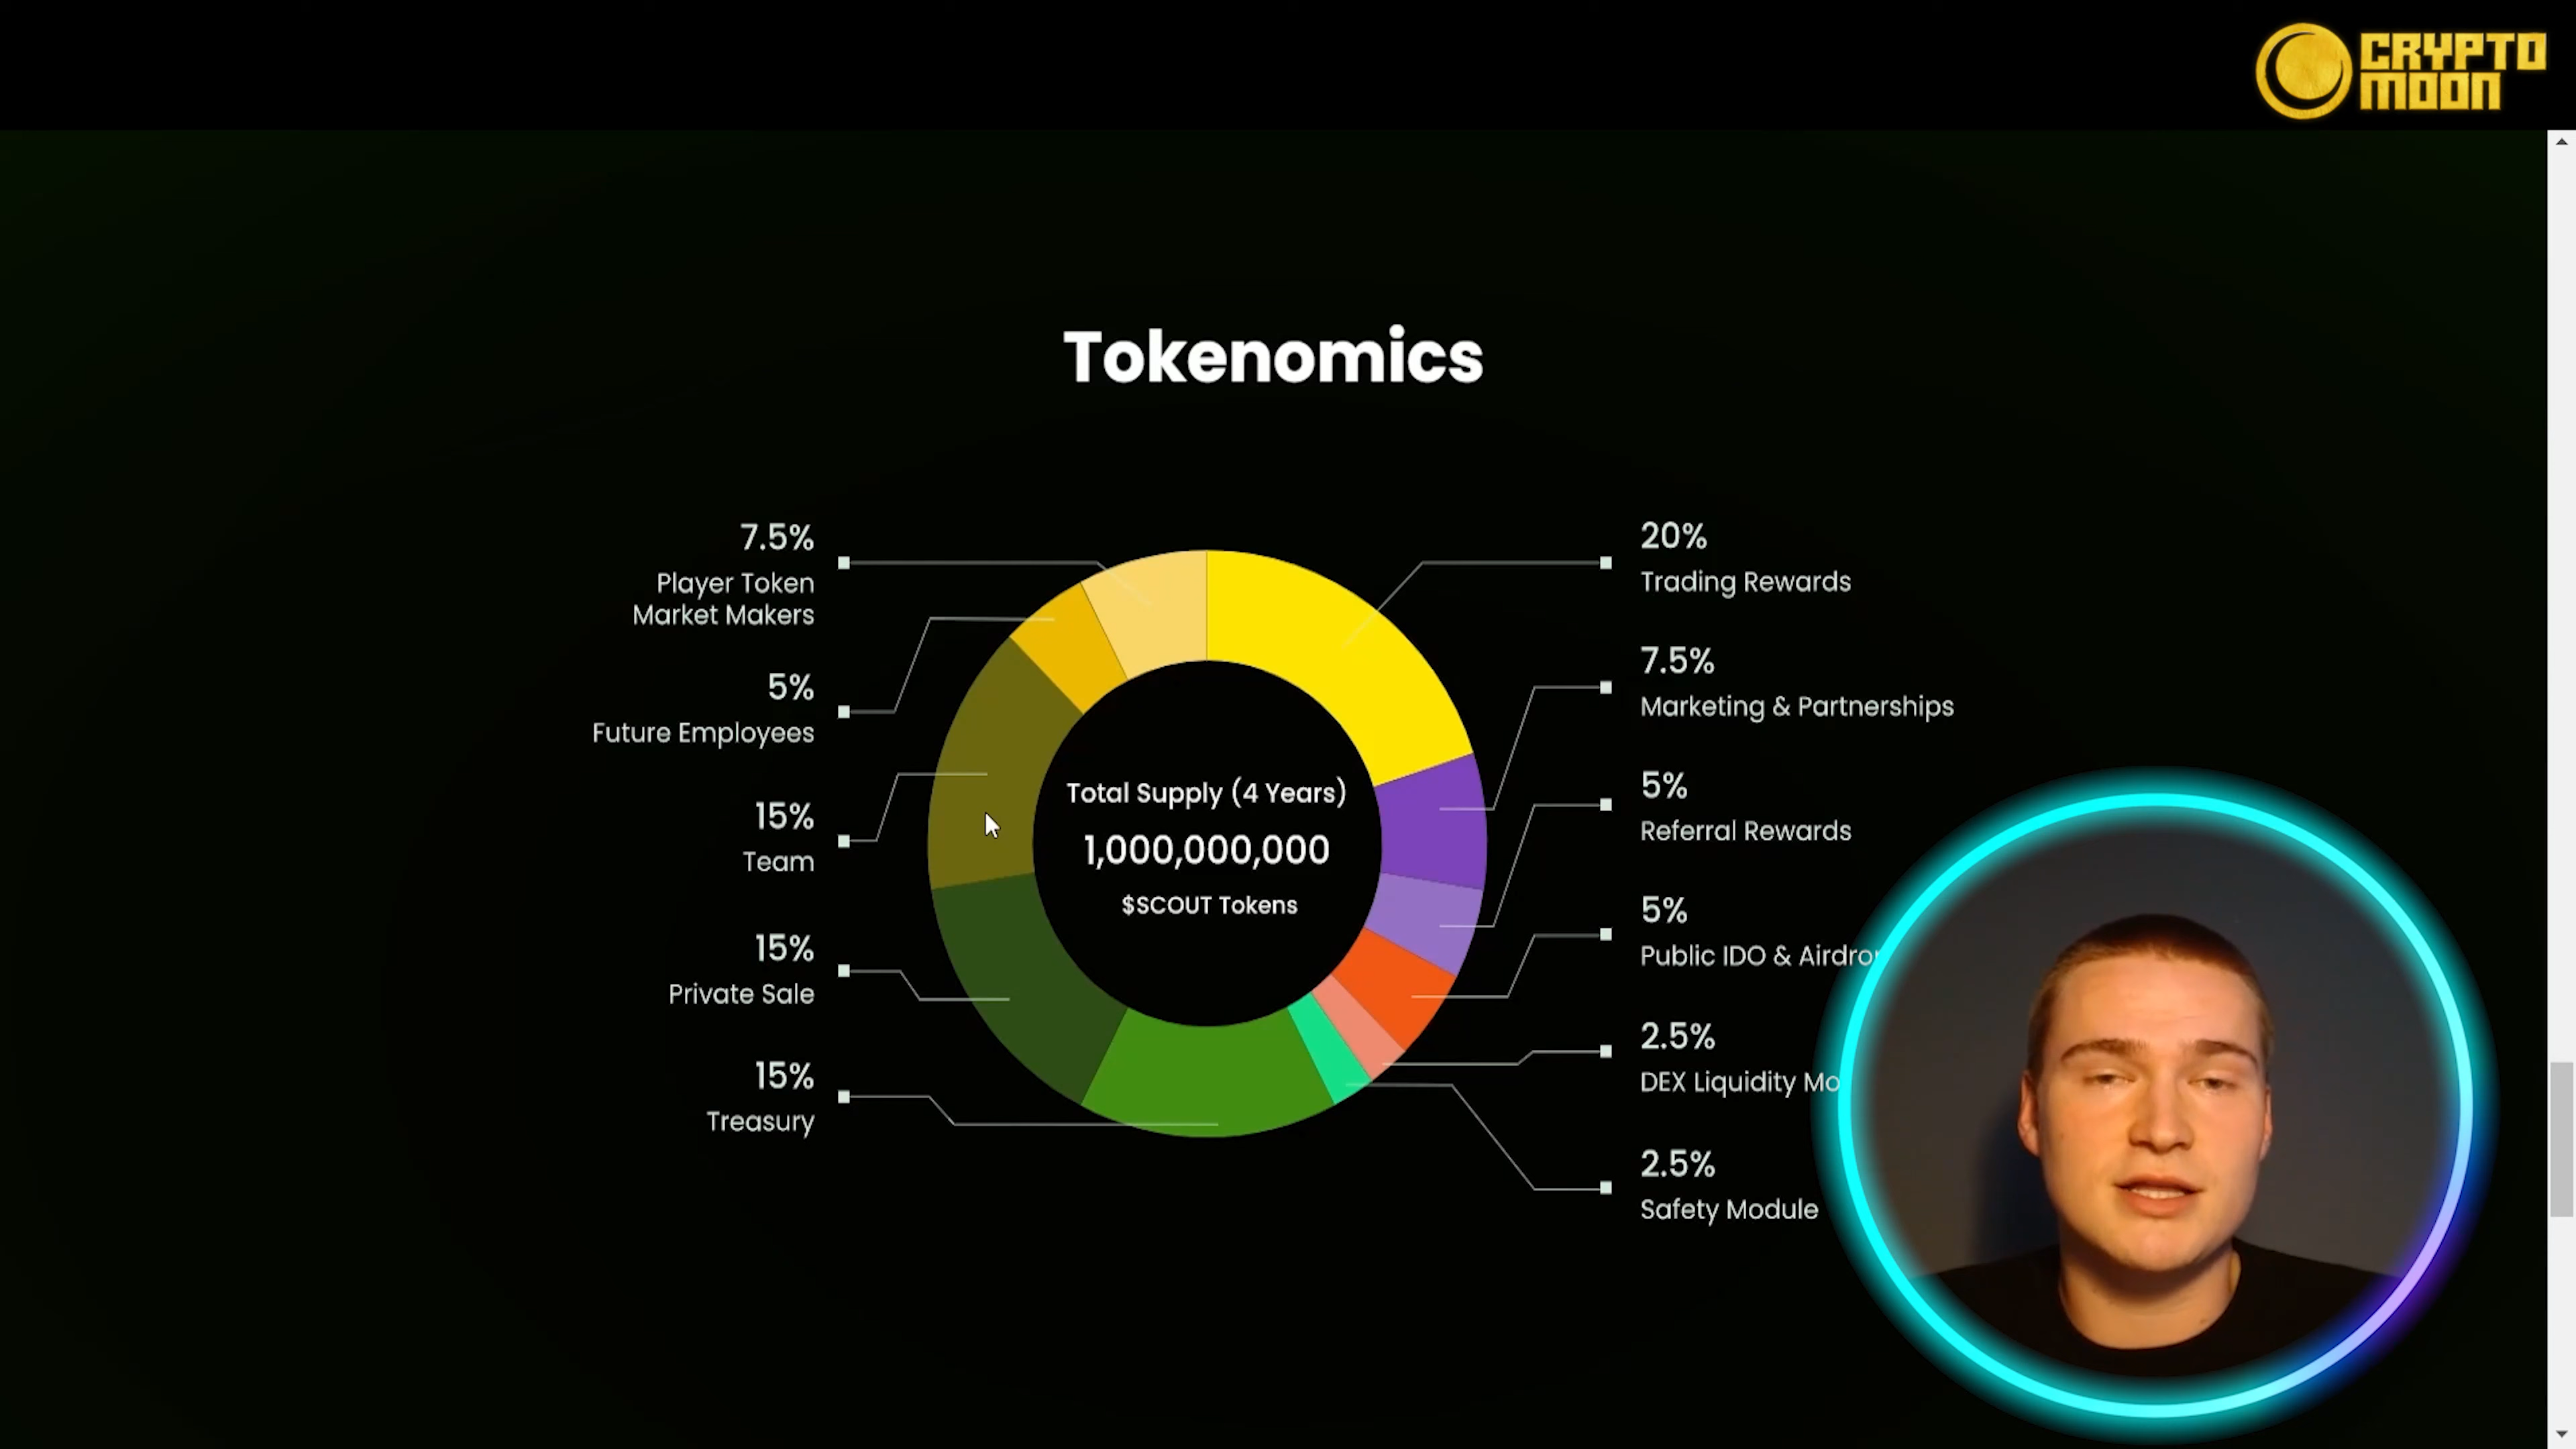 CRYPTO
MOON
Tokenomics
7.5%
Player Token
Market Makers
5%
Future Employees
15%
Team
15%
Private Sale
15%
Treasury
Total Supply (4 Years)
1,000,000,000
$SCOUT Tokens
20%
Trading Rewards
7.5%
Marketing & Partnerships
5%
Referral Rewards
5%
Public IDO &
2.5%
DEX Liquidity
2.5%
Safety Module